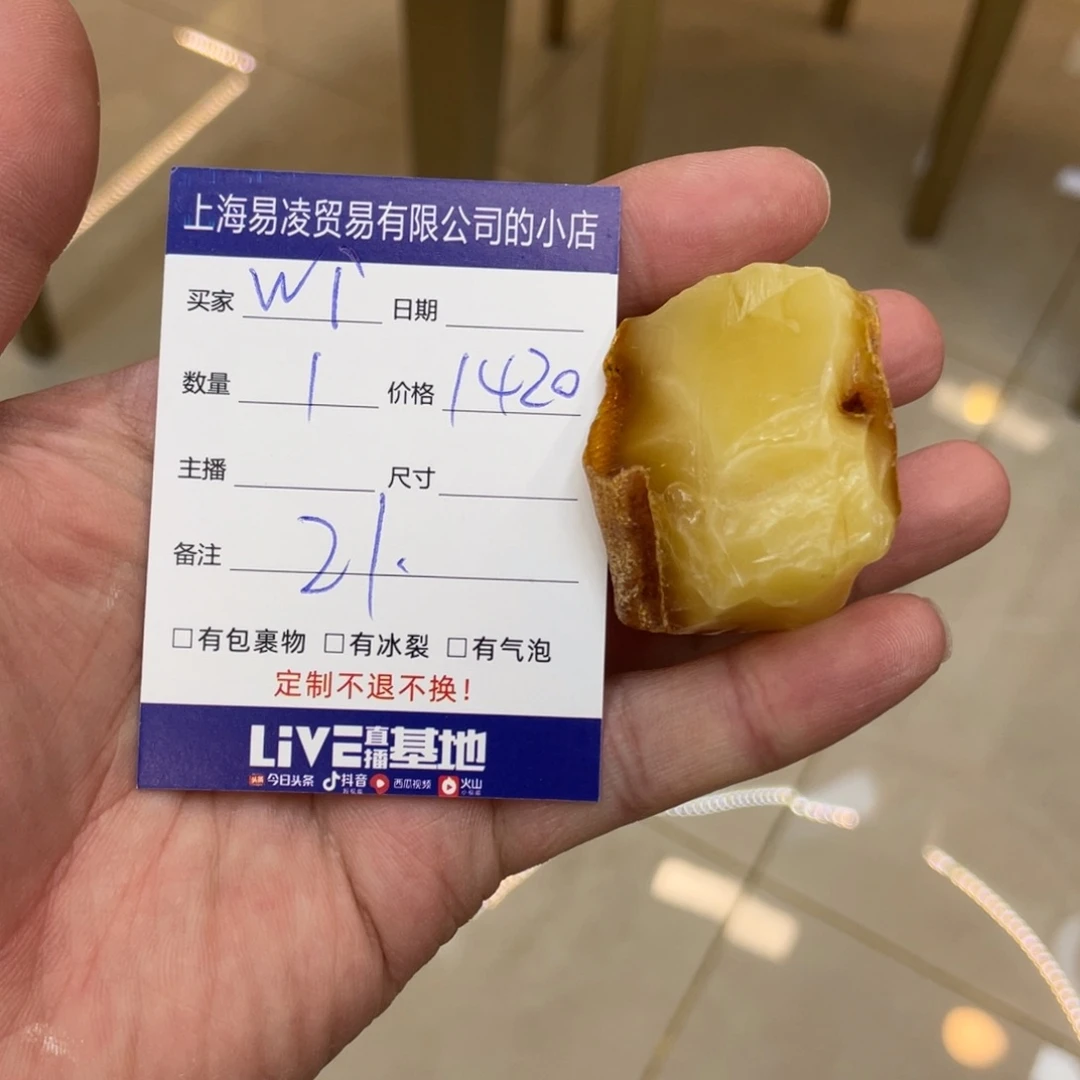 上海易凌贸易有限公司的小店
买家 WT 日期
数量 1 价格 1420
主播 尺寸
备注 21.
□有包裹物 □有冰裂 □有气泡
定制不退不换!
LiVE直播基地
今日头条 抖音 西瓜视频 火山